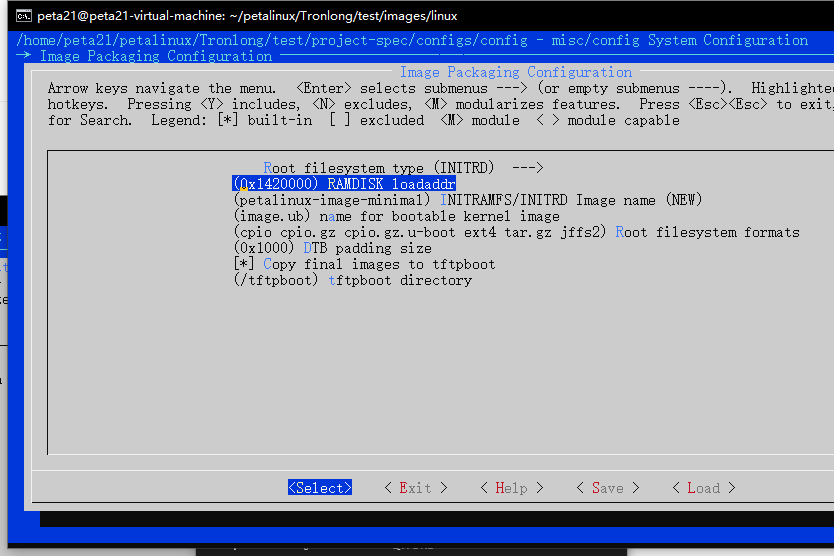 peta21@peta21-virtual-machine: ~/petalinux/Tronlong/test/images/linux
/home/peta21/petalinux/Tronlong/test/project-spec/configs/config - misc/config System Configuration
→ Image Packaging Configuration
Image Packaging Configuration
Arrow keys navigate the menu.  <Enter> selects submenus ---> (or empty submenus ----).  Highlighted
hotkeys.  Pressing <Y> includes, <N> excludes, <M> modularizes features.  Press <Esc><Esc> to exit,
for Search.  Legend: [*] built-in  [ ] excluded  <M> module  < > module capable
Root filesystem type (INITRD)  --->
(0x1420000) RAMDISK loadaddr
(petalinux-image-minimal) INITRAMFS/INITRD Image name (NEW)
(image.ub) name for bootable kernel image
(cpio cpio.gz cpio.gz.u-boot ext4 tar.gz jffs2) Root filesystem formats
(0x1000) DTB padding size
[*] Copy final images to tftpboot
(/tftpboot) tftpboot directory
<Select>    < Exit >    < Help >    < Save >    < Load >